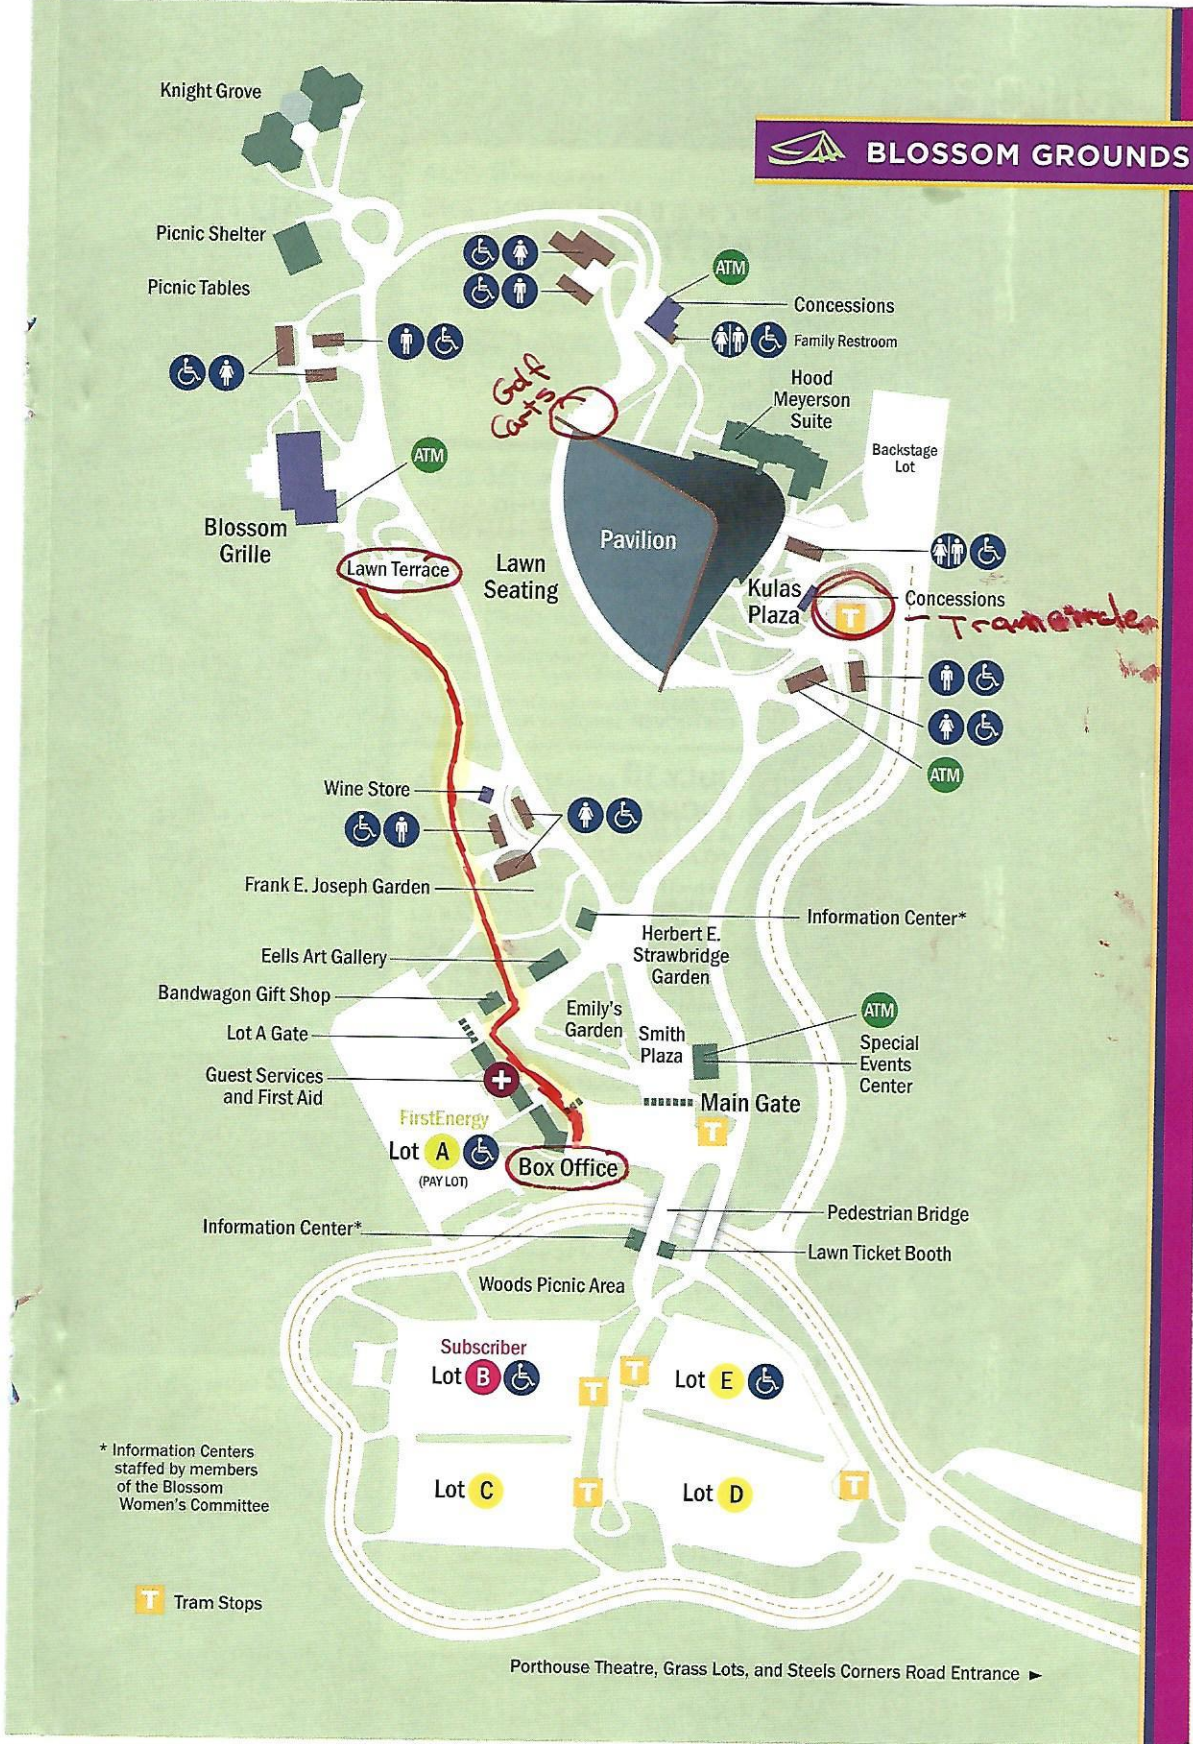 Knight Grove
BLOSSOM GROUNDS
Picnic Shelter
Picnic Tables
ATM
Concessions
Family Restroom
Golf
Carts
Hood
Meyerson
Suite
Backstage
Lot
ATM
Blossom
Grille
Pavilion
Lawn Terrace
Lawn
Seating
Kulas
Plaza
T
Concessions
- Tram circle
ATM
Wine Store
Frank E. Joseph Garden
Information Center*
Herbert E.
Strawbridge
Garden
Eells Art Gallery
Bandwagon Gift Shop
Emily's
Garden
Smith
Plaza
ATM
Special
Events
Center
Lot A Gate
Guest Services
and First Aid
Main Gate
T
FirstEnergy
Lot A
(PAY LOT)
Box Office
Pedestrian Bridge
Information Center*
Lawn Ticket Booth
Woods Picnic Area
Subscriber
Lot B
T
T
Lot E
* Information Centers
staffed by members
of the Blossom
Women's Committee
Lot C
T
Lot D
T
T Tram Stops
Porthouse Theatre, Grass Lots, and Steels Corners Road Entrance ►